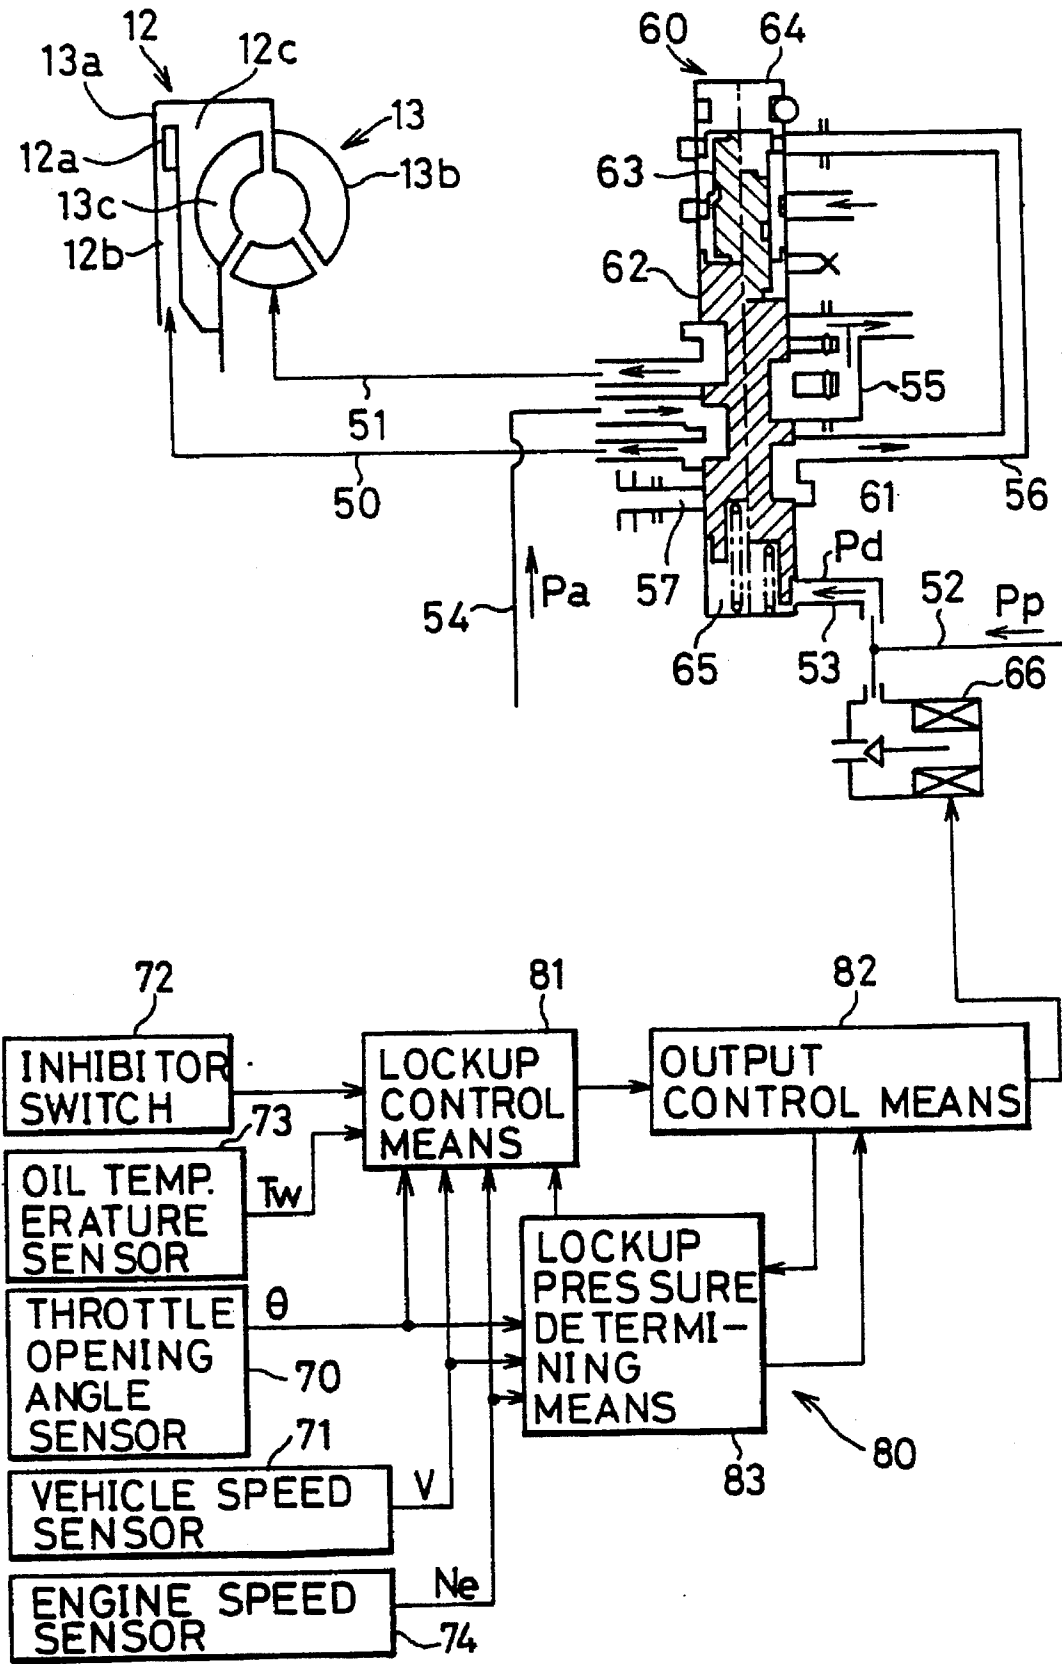 12
60
64
13a
12c
13
12a
13b
63
13c
12b
62
55
51
50
61
56
57
Pd
54
Pa
52
Pp
65
53
66
72
81
82
INHIBITOR
SWITCH
LOCKUP
CONTROL
MEANS
OUTPUT
CONTROL MEANS
73
OIL TEMP.
ERATURE
SENSOR
Tw
THROTTLE
OPENING
ANGLE
SENSOR
θ
70
LOCKUP
PRESSURE
DETERMI-
NING
MEANS
80
83
71
VEHICLE SPEED
SENSOR
V
ENGINE SPEED
SENSOR
Ne
74